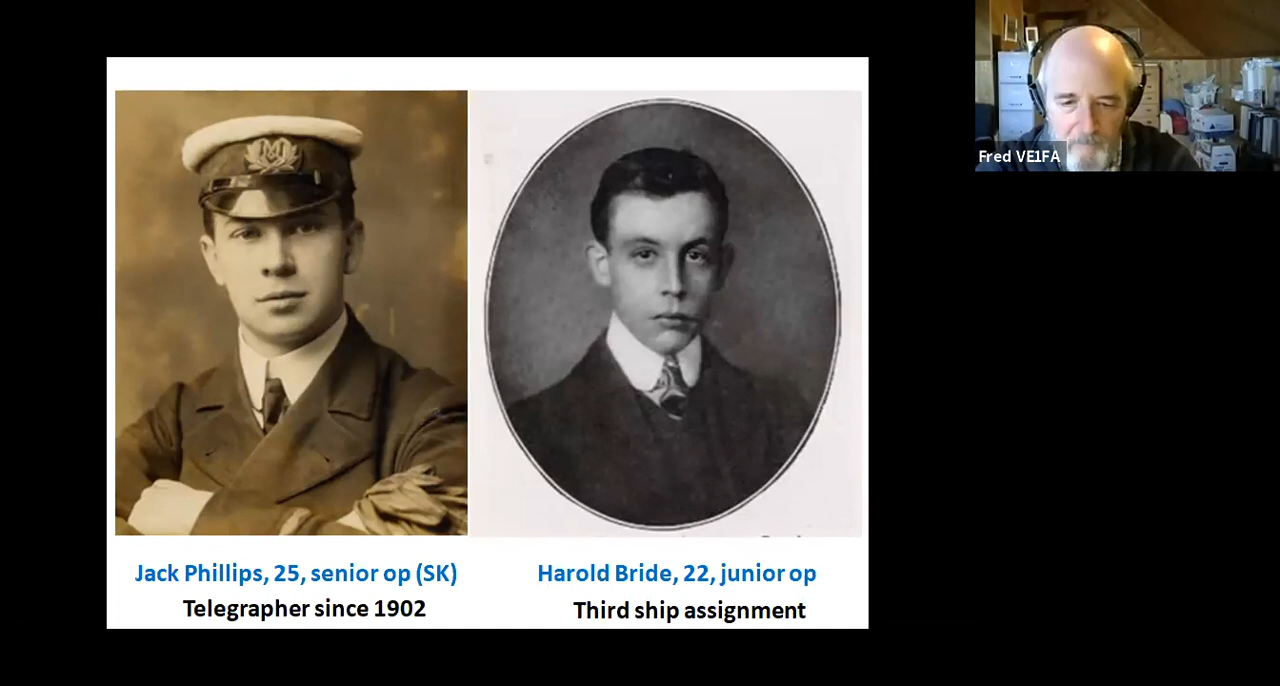 Fred VE1FA
Jack Phillips, 25, senior op (SK)
Telegrapher since 1902
Harold Bride, 22, junior op
Third ship assignment